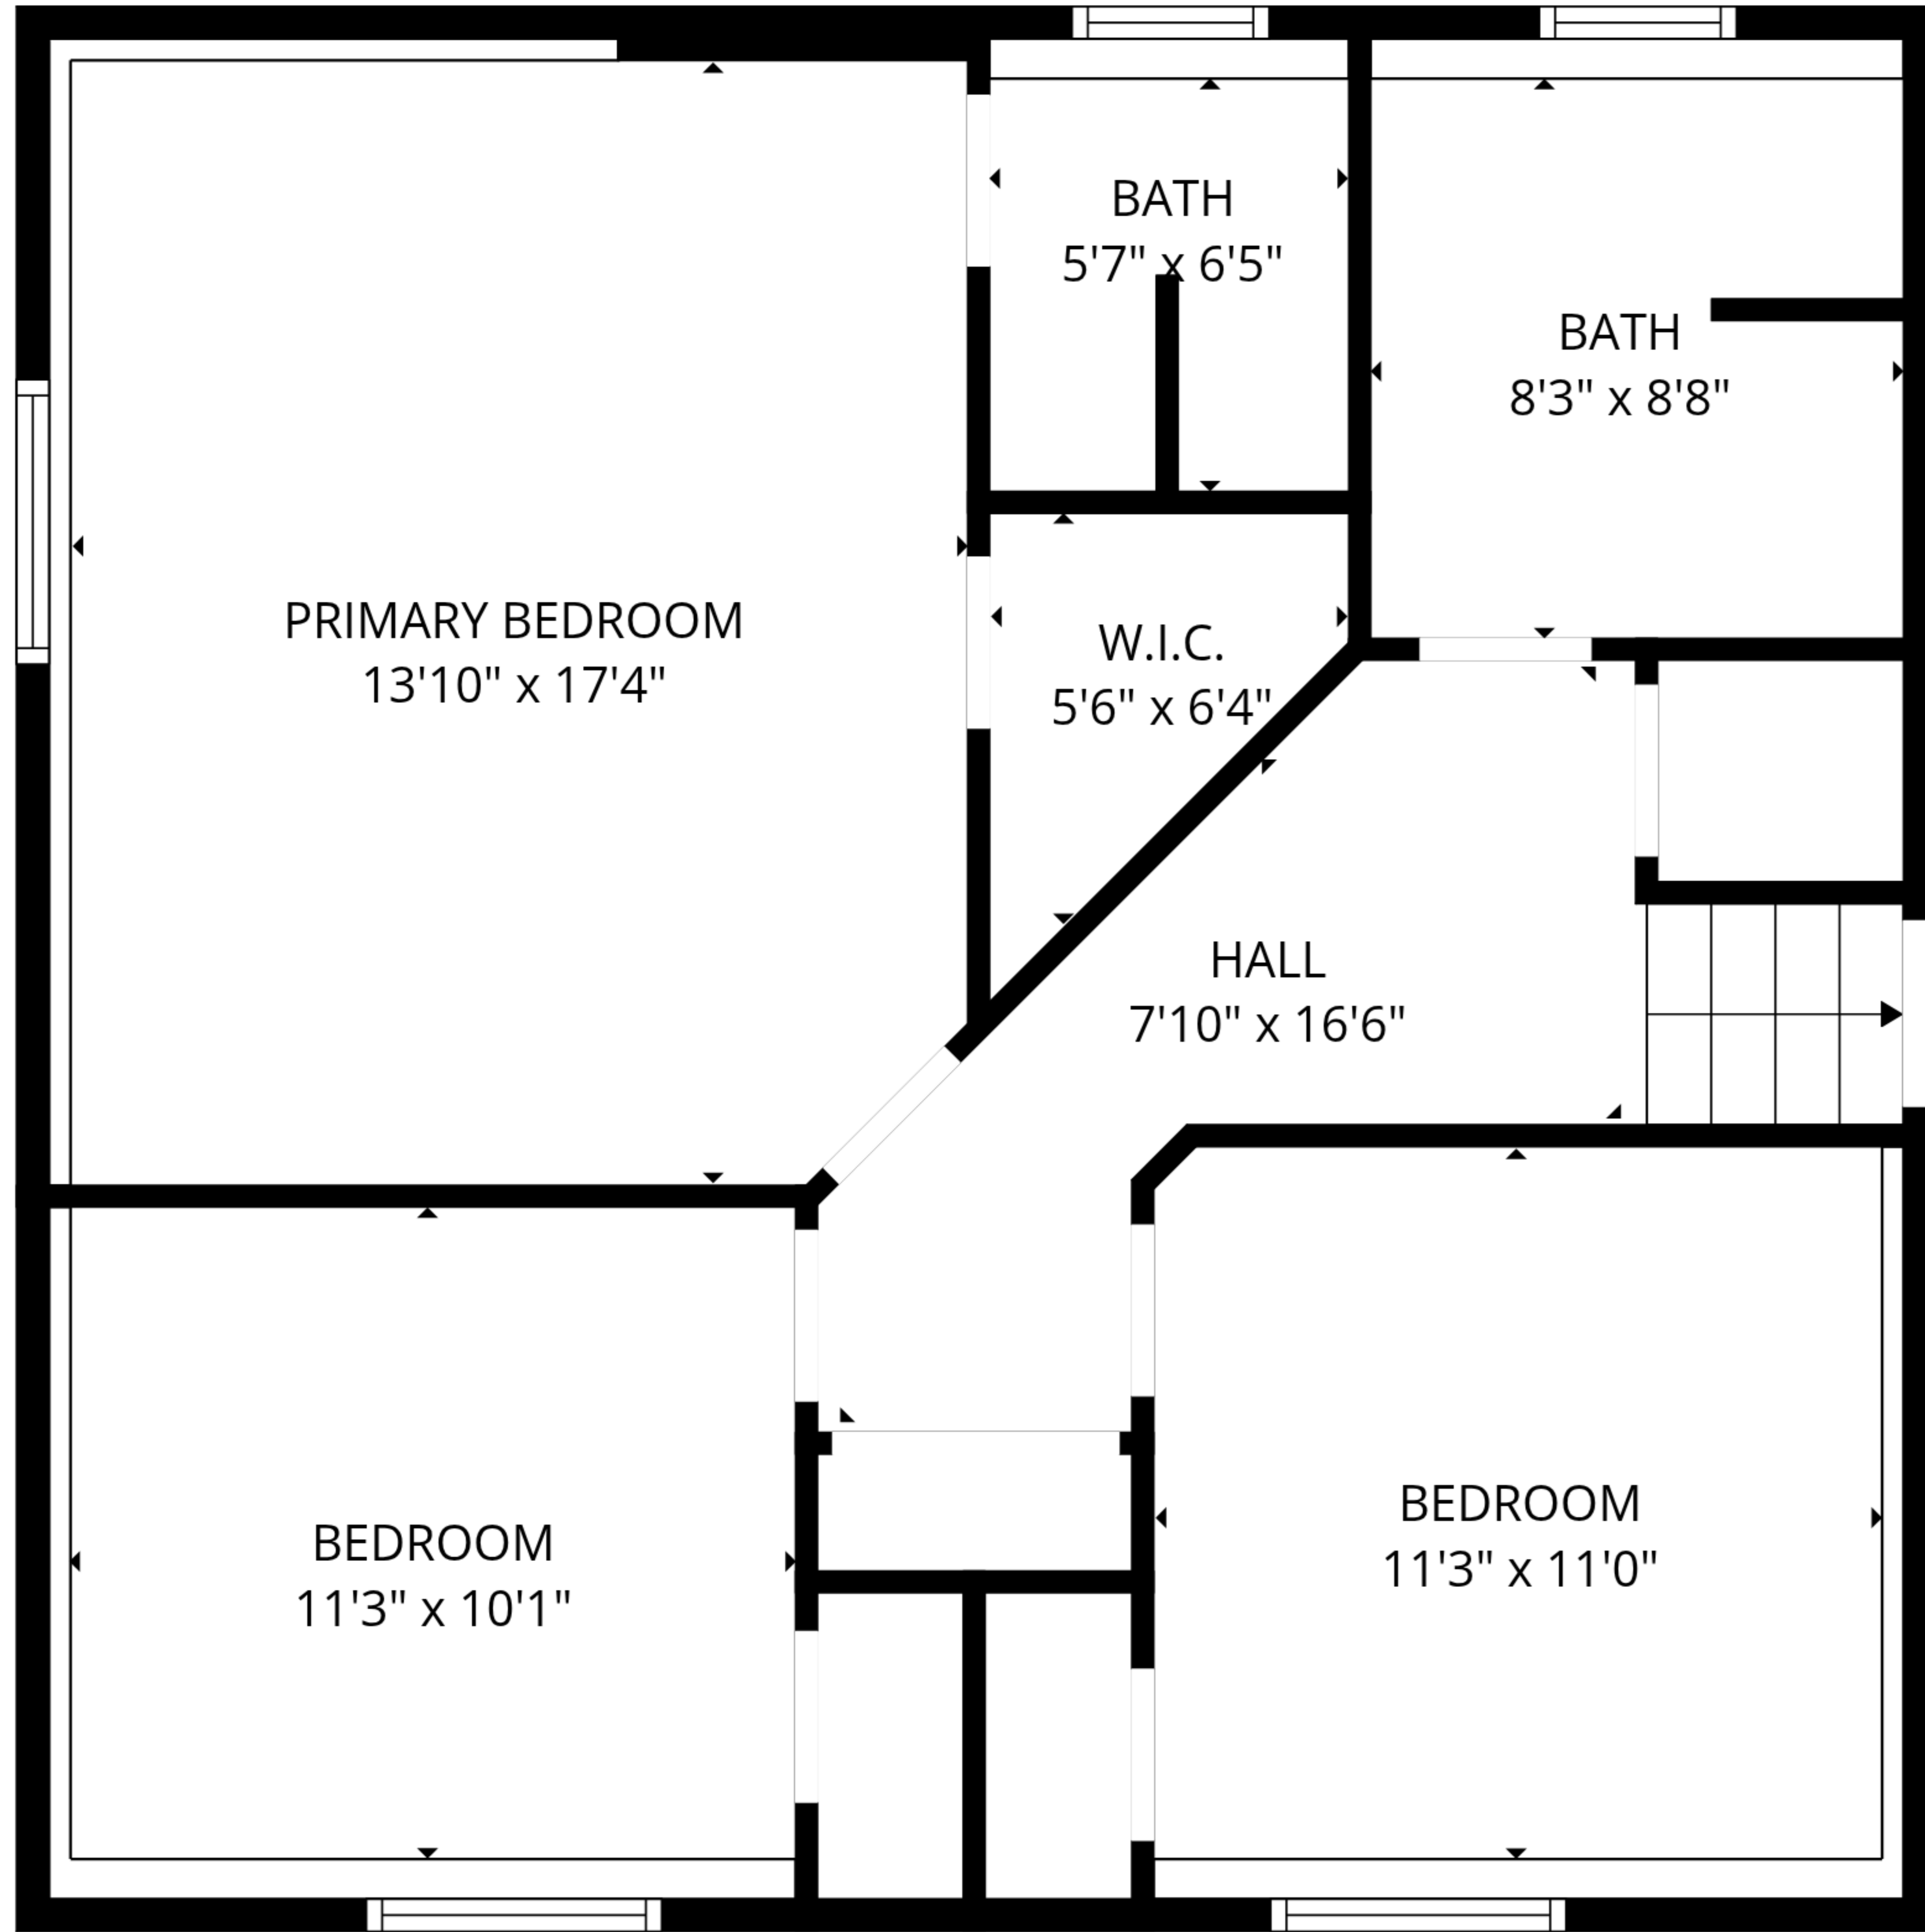 BATH
5'7" x 6'5"
BATH
8'3" x 8'8"
PRIMARY BEDROOM
13'10" x 17'4"
W.I.C.
5'6" x 6'4"
HALL
7'10" x 16'6"
BEDROOM
11'3" x 10'1"
BEDROOM
11'3" x 11'0"